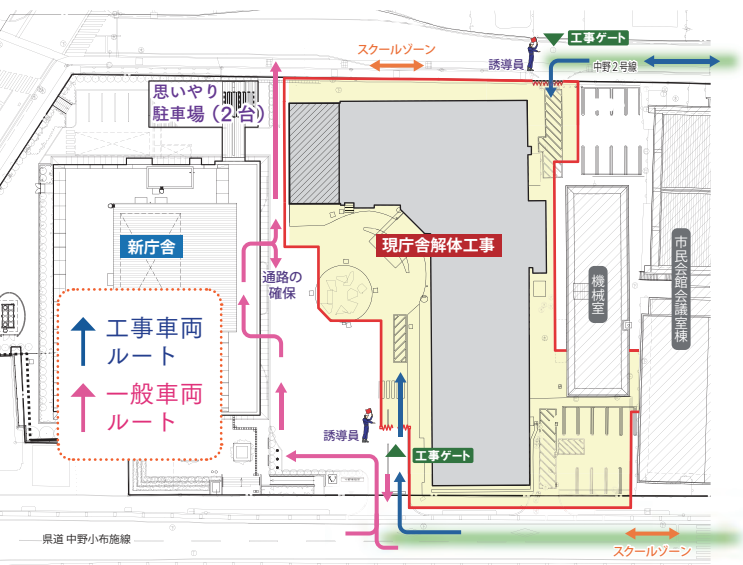 スクールゾーン
工事ゲート
誘導員
中野2号線
思いやり
駐車場（2台）
新庁舎
現庁舎解体工事
通路の
確保
機械室
市民会館会議室棟
工事車両
ルート
一般車両
ルート
誘導員
工事ゲート
県道 中野小布施線
スクールゾーン